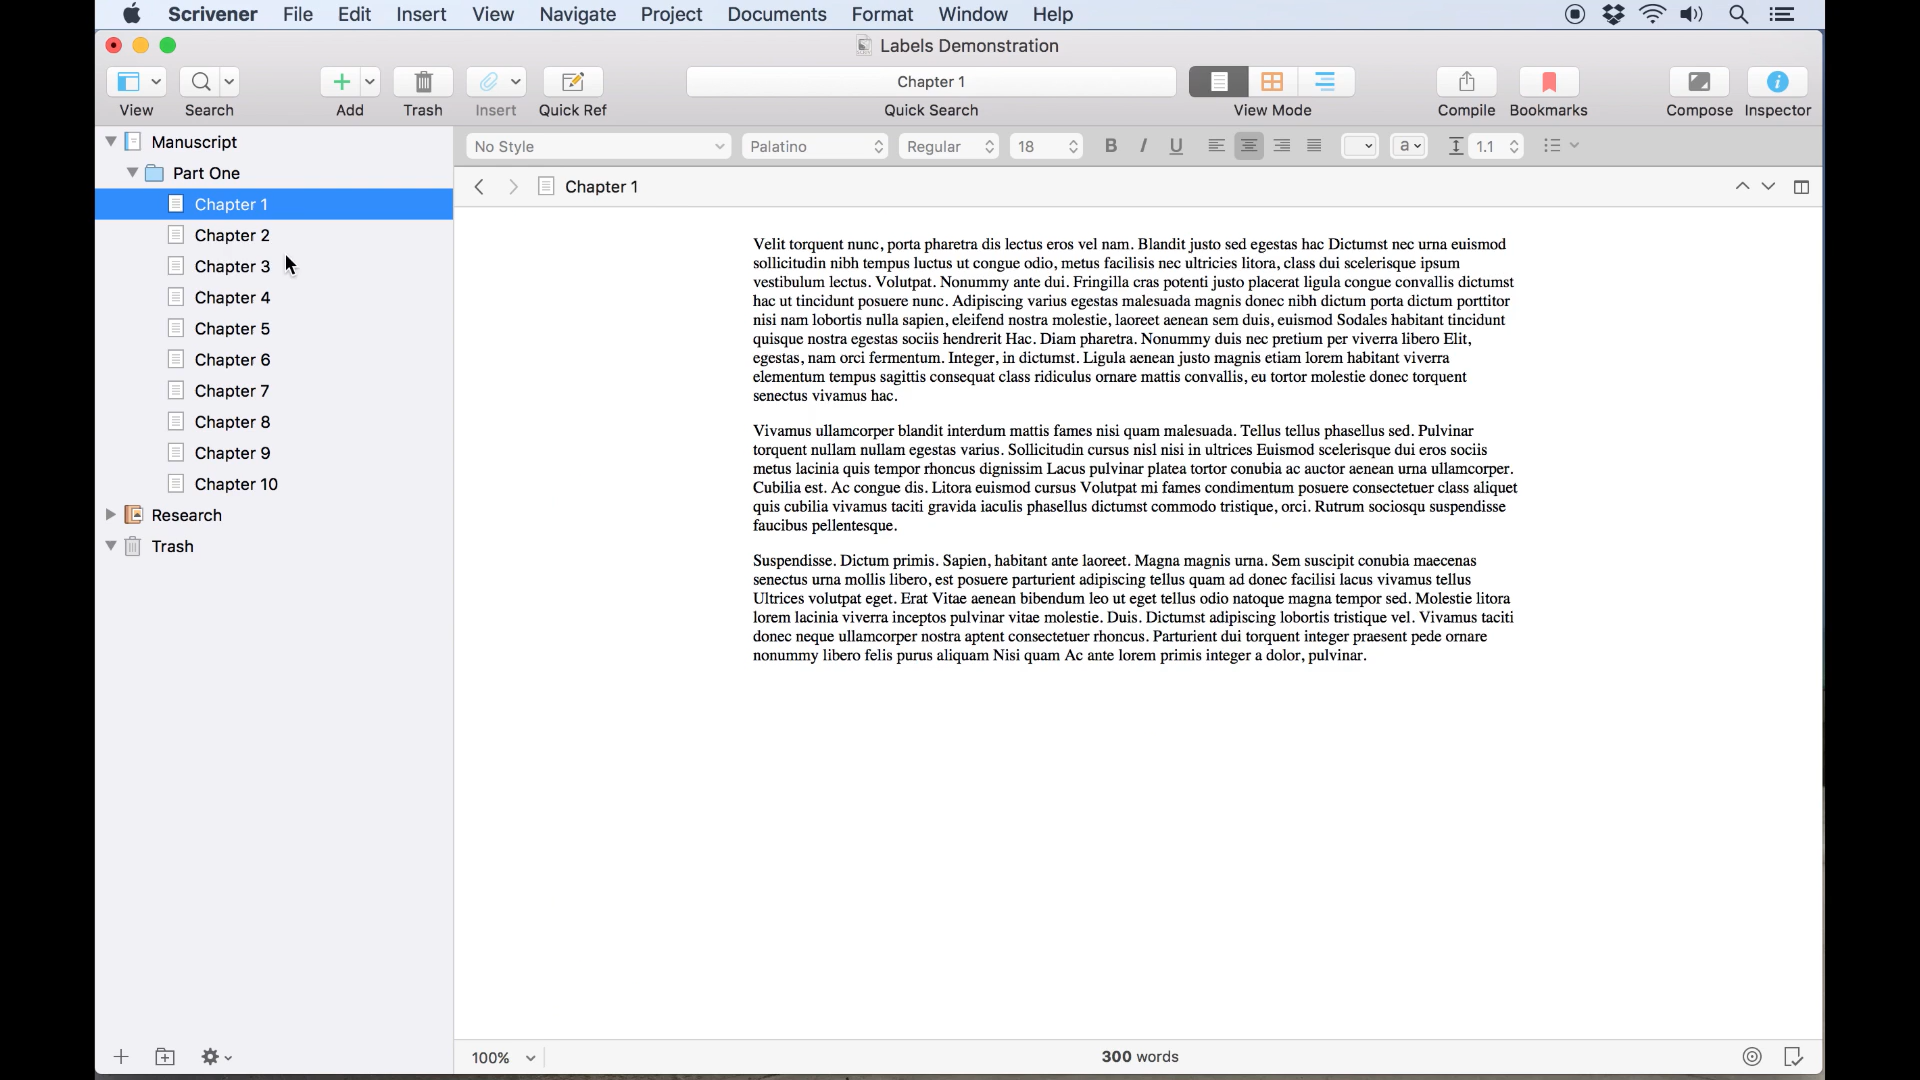 Scrivener File Edit Insert View Navigate Project Documents Format Window Help
Labels Demonstration
Chapter 1
View Search Add Trash Insert Quick Ref Quick Search View Mode Compile Bookmarks Compose Inspector
No Style Palatino Regular 18 B I U a 1.1
Chapter 1
Manuscript
Part One
Chapter 1
Chapter 2
Chapter 3
Chapter 4
Chapter 5
Chapter 6
Chapter 7
Chapter 8
Chapter 9
Chapter 10
Research
Trash
Velit torquent nunc, porta pharetra dis lectus eros vel nam. Blandit justo sed egestas hac Dictumst nec urna euismod
sollicitudin nibh tempus luctus ut congue odio, metus facilisis nec ultricies litora, class dui scelerisque ipsum
vestibulum lectus. Volutpat. Nonummy ante dui. Fringilla cras potenti justo placerat ligula congue convallis dictumst
hac ut tincidunt posuere nunc. Adipiscing varius egestas malesuada magnis donec nibh dictum porta dictum porttitor
nisi nam lobortis nulla sapien, eleifend nostra molestie, laoreet aenean sem duis, euismod Sodales habitant tincidunt
quisque nostra egestas sociis hendrerit Hac. Diam pharetra. Nonummy duis nec pretium per viverra libero Elit,
egestas, nam orci fermentum. Integer, in dictumst. Ligula aenean justo magnis etiam lorem habitant viverra
elementum tempus sagittis consequat class ridiculus ornare mattis convallis, eu tortor molestie donec torquent
senectus vivamus hac.
Vivamus ullamcorper blandit interdum mattis fames nisi quam malesuada. Tellus tellus phasellus sed. Pulvinar
torquent nullam nullam egestas varius. Sollicitudin cursus nisl nisi in ultrices Euismod scelerisque dui eros sociis
metus lacinia quis tempor rhoncus dignissim Lacus pulvinar platea tortor conubia ac auctor aenean urna ullamcorper.
Cubilia est. Ac congue dis. Litora euismod cursus Volutpat mi fames condimentum posuere consectetuer class aliquet
quis cubilia vivamus taciti gravida iaculis phasellus dictumst commodo tristique, orci. Rutrum sociosqu suspendisse
faucibus pellentesque.
Suspendisse. Dictum primis. Sapien, habitant ante laoreet. Magna magnis urna. Sem suscipit conubia maecenas
senectus urna mollis libero, est posuere parturient adipiscing tellus quam ad donec facilisi lacus vivamus tellus
Ultrices volutpat eget. Erat Vitae aenean bibendum leo ut eget tellus odio natoque magna tempor sed. Molestie litora
lorem lacinia viverra inceptos pulvinar vitae molestie. Duis. Dictumst adipiscing lobortis tristique vel. Vivamus taciti
donec neque ullamcorper nostra aptent consectetuer rhoncus. Parturient dui torquent integer praesent pede ornare
nonummy libero felis purus aliquam Nisi quam Ac ante lorem primis integer a dolor, pulvinar.
100% 300 words